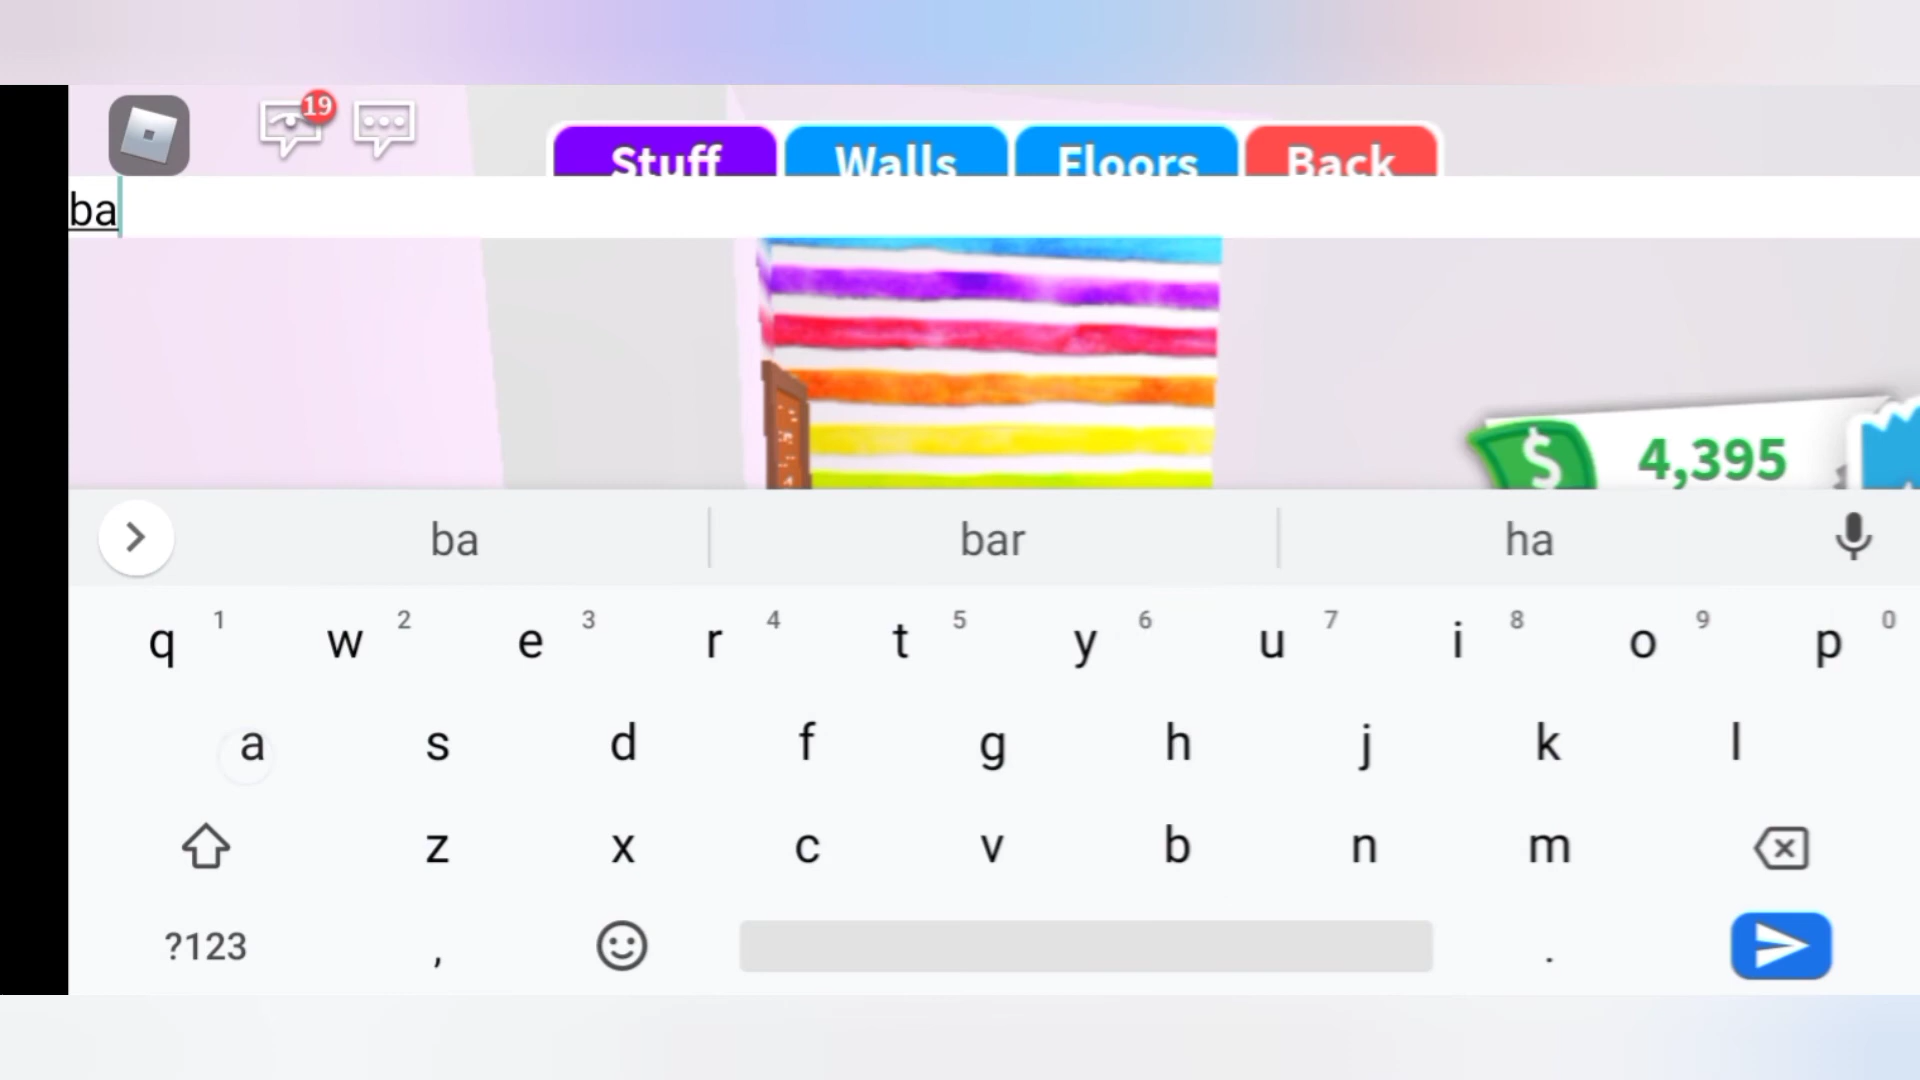 19
Stuff Walls Floors Back
ba
$ 4,395
ba bar ha
q 1 w 2 e 3 r 4 t 5 y 6 u 7 i 8 o 9 p 0
a s d f g h j k l
z x c v b n m
?123 , .